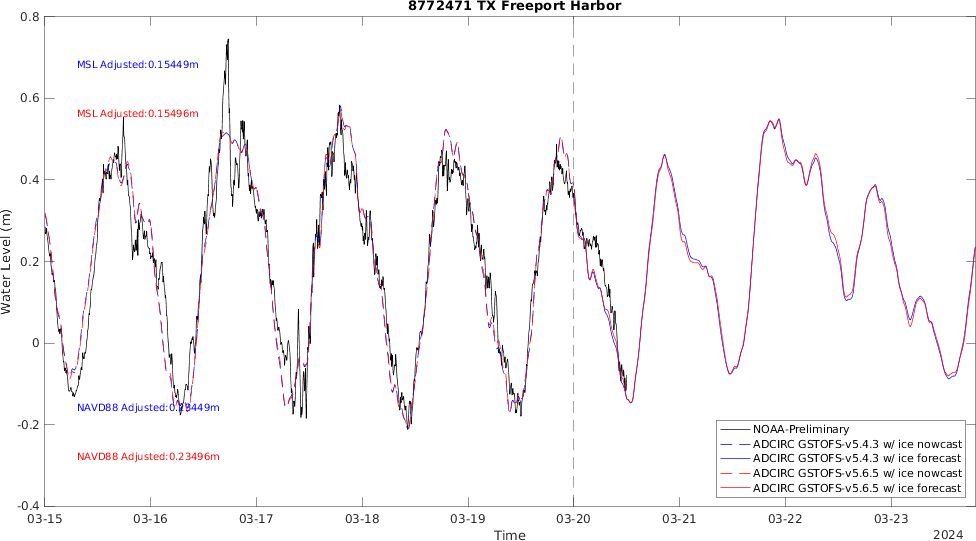 8772471 TX Freeport Harbor
0.8
0.6
0.4
0.2
0
-0.2
-0.4
Water Level (m)
MSL Adjusted:0.15449m
MSL Adjusted:0.15496m
NAVD88 Adjusted:0.23449m
NAVD88 Adjusted:0.23496m
NOAA-Preliminary
ADCIRC GSTOFS-v5.4.3 w/ ice nowcast
ADCIRC GSTOFS-v5.4.3 w/ ice forecast
ADCIRC GSTOFS-v5.6.5 w/ ice nowcast
ADCIRC GSTOFS-v5.6.5 w/ ice forecast
03-15 03-16 03-17 03-18 03-19 03-20 03-21 03-22 03-23
Time
2024